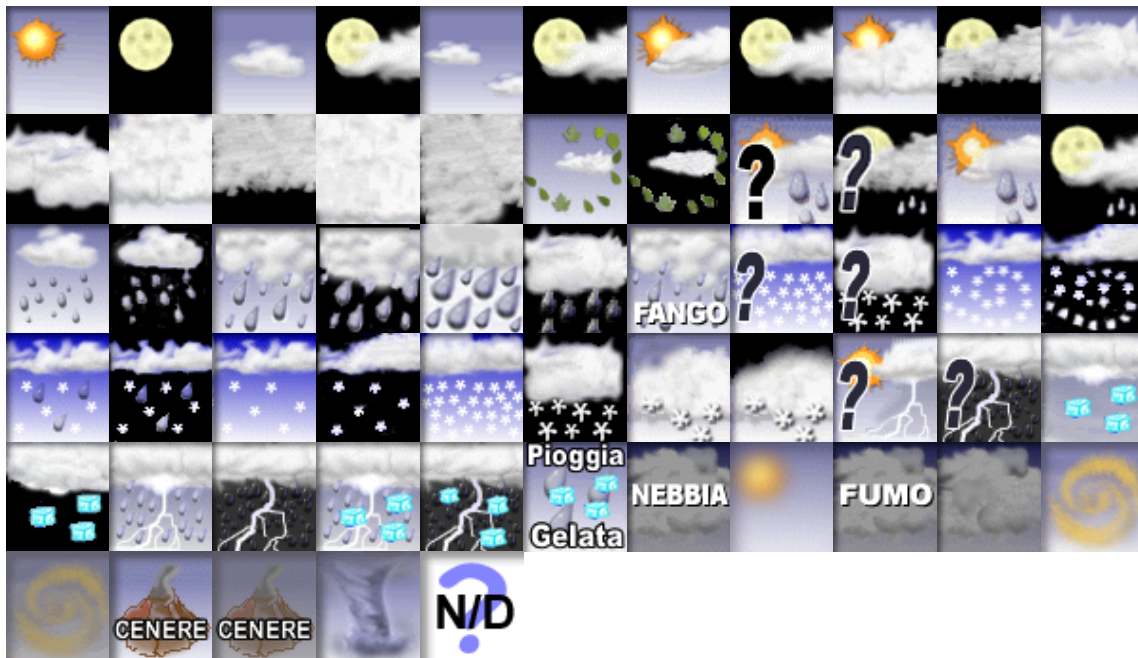 ?
?
FANGO
?
?
?
?
Pioggia
Gelata
NEBBIA
FUMO
CENERE
CENERE
?
N/D